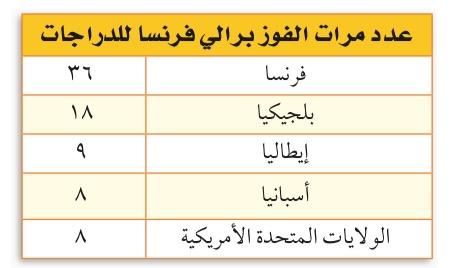 عدد مرات الفوز برالي فرنسا للدراجات
فرنسا ٣٦
بلجيكيا ١٨
إيطاليا ٩
أسبانيا ٨
الولايات المتحدة الأمريكية ٨